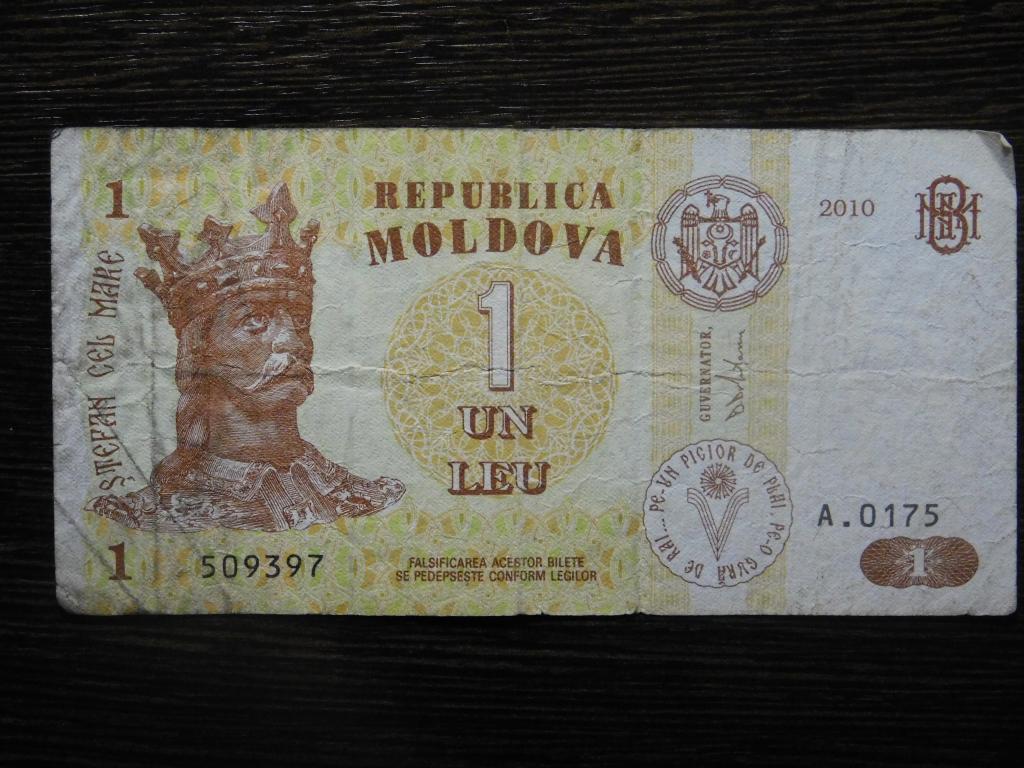 1
ȘTEFAN CEL MARE
1
509397
REPUBLICA
MOLDOVA
1
UN
LEU
FALSIFICAREA ACESTOR BILETE
SE PEDEPSEȘTE CONFORM LEGILOR
GUVERNATOR,
PE-UN PICIOR DE PLAI PE-O GURĂ DE RAI...
2010
A.0175
1